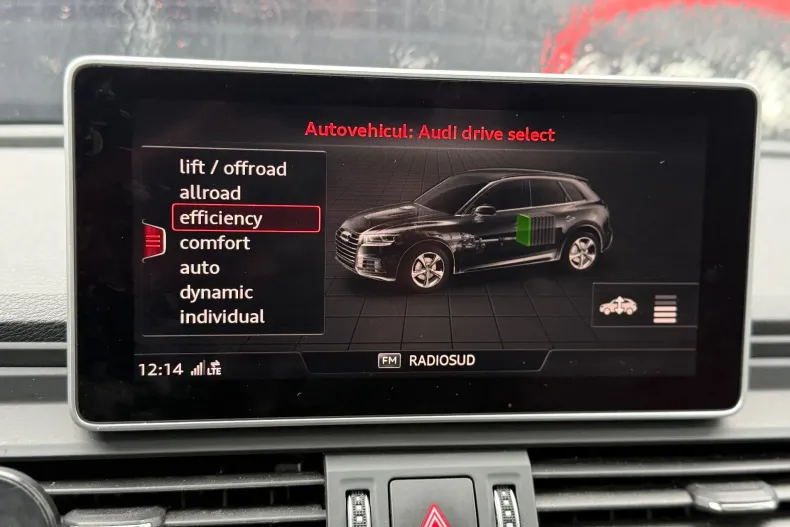 Autovehicul: Audi drive select
lift / offroad
allroad
efficiency
comfort
auto
dynamic
individual
12:14 LTE
FM RADIOSUD